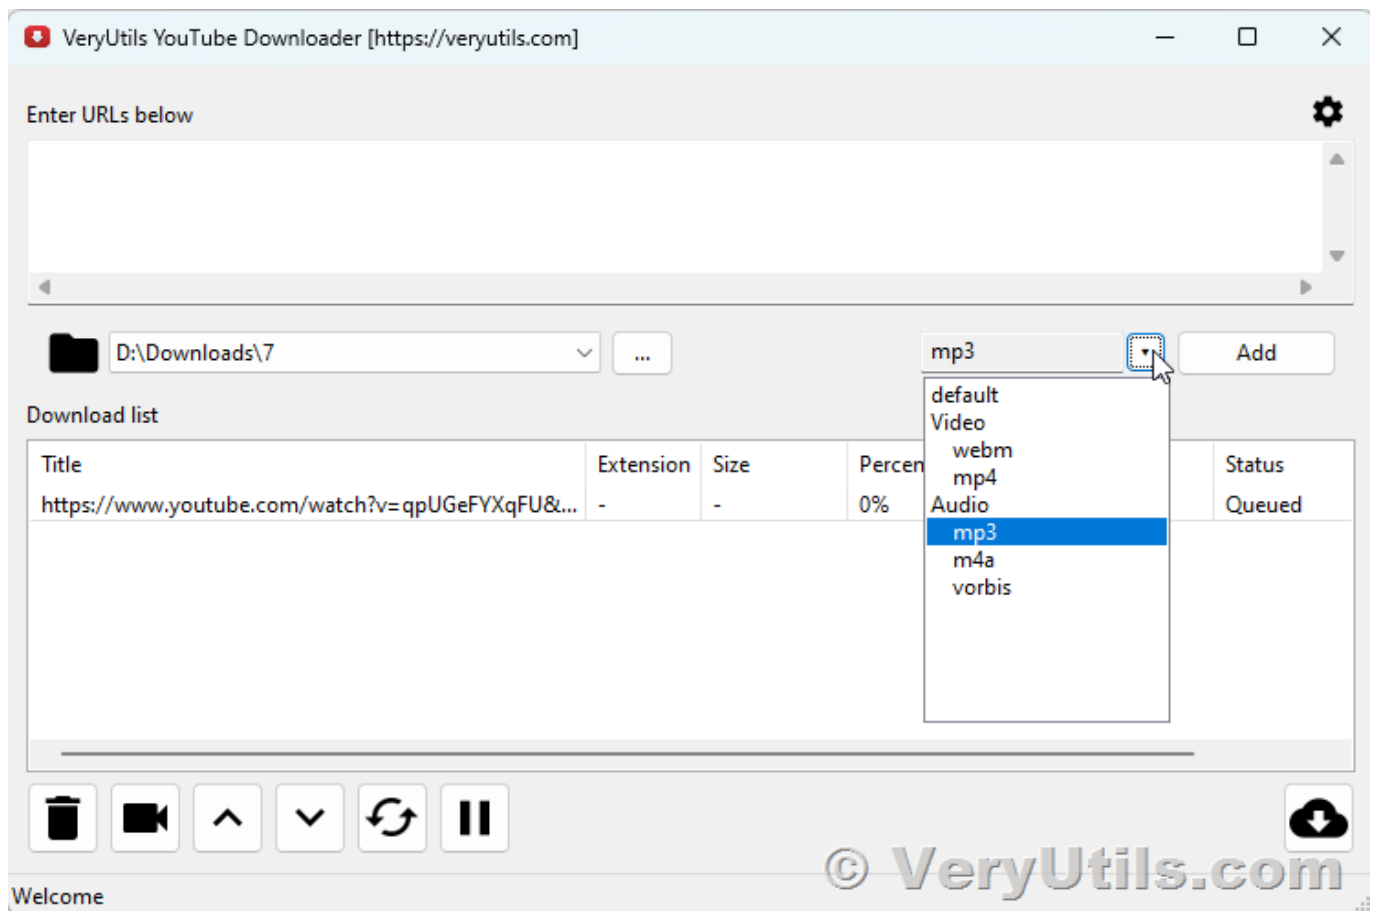 VeryUtils YouTube Downloader [https://veryutils.com]
Enter URLs below
D:\Downloads\7
...
mp3
Add
default
Video
webm
mp4
Audio
mp3
m4a
vorbis
Download list
Title Extension Size Percen Status
https://www.youtube.com/watch?v=qpUGeFYXqFU&... - - 0% Queued
© VeryUtils.com
Welcome